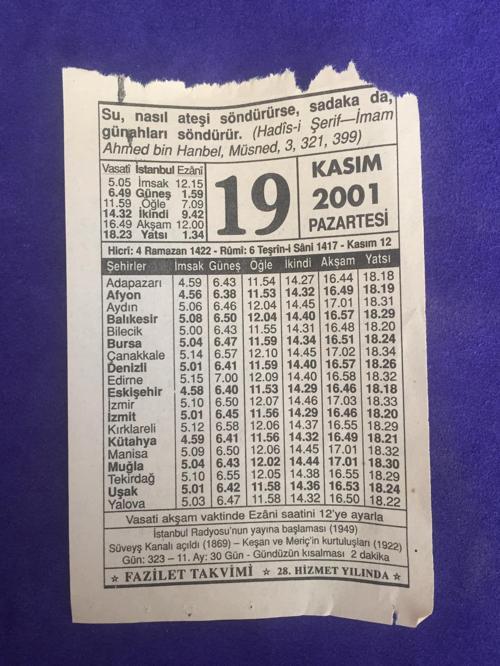 Su, nasıl ateşi söndürürse, sadaka da,
günahları söndürür. (Hadîs-i Şerif—İmam
Ahmed bin Hanbel, Müsned, 3, 321, 399)
Vasatî İstanbul Ezanî
5.05 İmsak 12.15
6.49 Güneş 1.59
11.59 Öğle 7.09
14.32 İkindi 9.42
16.49 Akşam 12.00
18.23 Yatsı 1.34
19
KASIM
2001
PAZARTESİ
Hicrî: 4 Ramazan 1422 - Rûmî: 6 Teşrîn-i Sâni 1417 - Kasım 12
Şehirler İmsak Güneş Öğle İkindi Akşam Yatsı
Adapazarı 4.59 6.43 11.54 14.27 16.44 18.18
Afyon 4.56 6.38 11.53 14.32 16.49 18.19
Aydın 5.06 6.46 12.04 14.45 17.01 18.31
Balıkesir 5.08 6.50 12.04 14.40 16.57 18.29
Bilecik 5.00 6.43 11.55 14.31 16.48 18.20
Bursa 5.04 6.47 11.59 14.34 16.51 18.24
Çanakkale 5.14 6.57 12.10 14.45 17.02 18.34
Denizli 5.01 6.41 11.59 14.40 16.57 18.26
Edirne 5.15 7.00 12.09 14.40 16.58 18.32
Eskişehir 4.58 6.40 11.53 14.29 16.46 18.18
İzmir 5.10 6.50 12.07 14.46 17.03 18.33
İzmit 5.01 6.45 11.56 14.29 16.46 18.20
Kırklareli 5.12 6.58 12.06 14.37 16.55 18.29
Kütahya 4.59 6.41 11.56 14.32 16.49 18.21
Manisa 5.09 6.50 12.06 14.45 17.01 18.32
Muğla 5.04 6.43 12.02 14.44 17.01 18.30
Tekirdağ 5.10 6.55 12.05 14.38 16.55 18.29
Uşak 5.01 6.42 11.58 14.36 16.53 18.24
Yalova 5.03 6.47 11.58 14.32 16.50 18.22
Vasati akşam vaktinde Ezâni saatini 12'ye ayarla
İstanbul Radyosu'nun yayına başlaması (1949)
Süveyş Kanalı açıldı (1869) – Keşan ve Meriç'in kurtuluşları (1922)
Gün: 323 – 11. Ay: 30 Gün - Gündüzün kısalması 2 dakika
★ FAZİLET TAKVİMİ ★ 28. HİZMET YILINDA ★